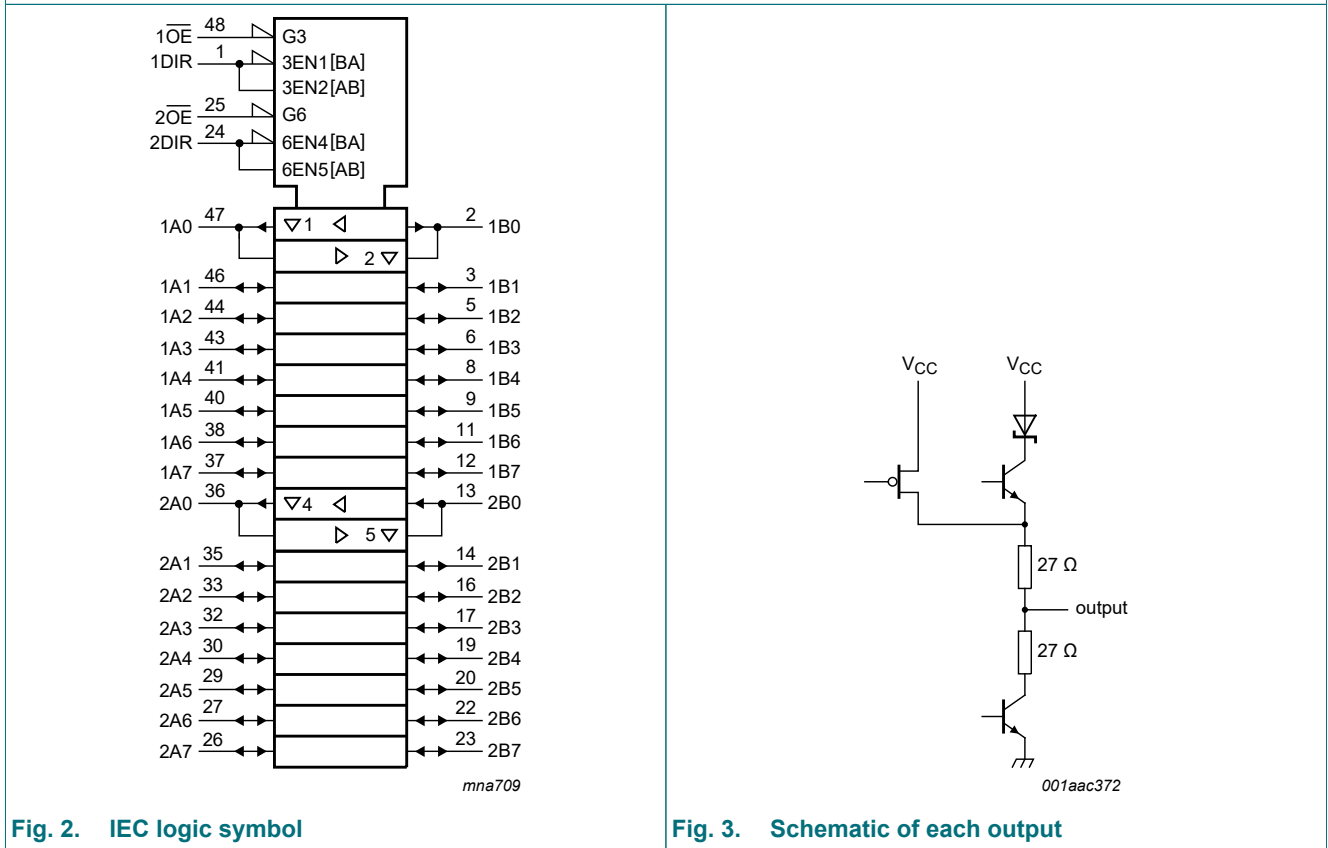 1OE 48 G3
1DIR 1 3EN1[BA]
3EN2[AB]
2OE 25 G6
2DIR 24 6EN4[BA]
6EN5[AB]
1A0 47 1 2 1B0
2
1A1 46 3 1B1
1A2 44 5 1B2
1A3 43 6 1B3
1A4 41 8 1B4
1A5 40 9 1B5
1A6 38 11 1B6
1A7 37 12 1B7
2A0 36 4 13 2B0
5
2A1 35 14 2B1
2A2 33 16 2B2
2A3 32 17 2B3
2A4 30 19 2B4
2A5 29 20 2B5
2A6 27 22 2B6
2A7 26 23 2B7
mna709
Fig. 2. IEC logic symbol
VCC VCC
27 Ω
output
27 Ω
001aac372
Fig. 3. Schematic of each output